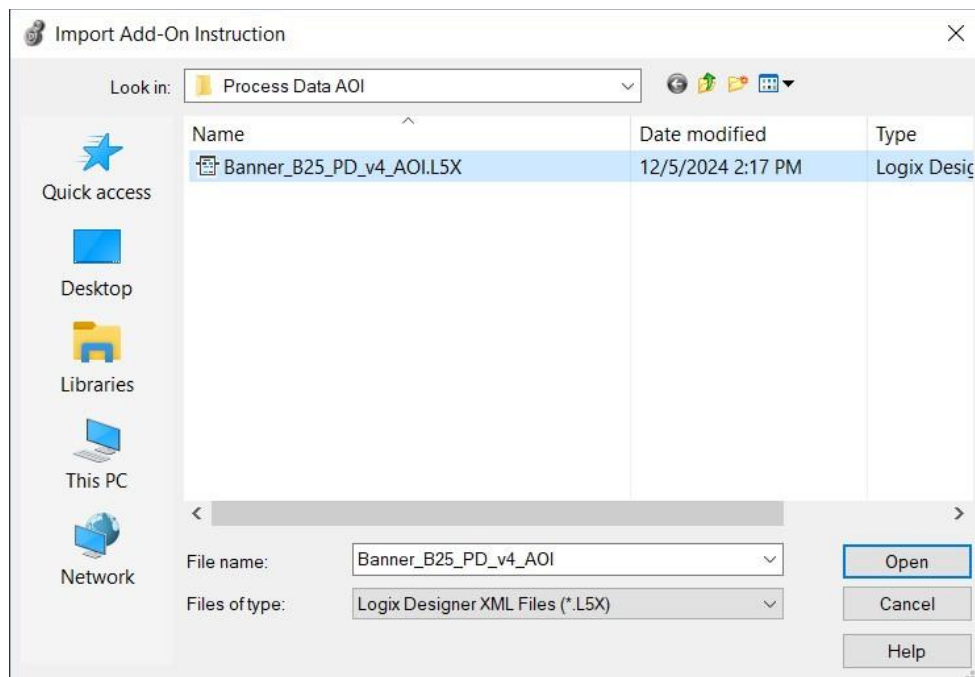 Import Add-On Instruction
Look in: Process Data AOI
Name Date modified Type
Banner_B25_PD_v4_AOI.L5X 12/5/2024 2:17 PM Logix Desig
Quick access
Desktop
Libraries
This PC
Network
File name: Banner_B25_PD_v4_AOI Open
Files of type: Logix Designer XML Files (*.L5X) Cancel
Help